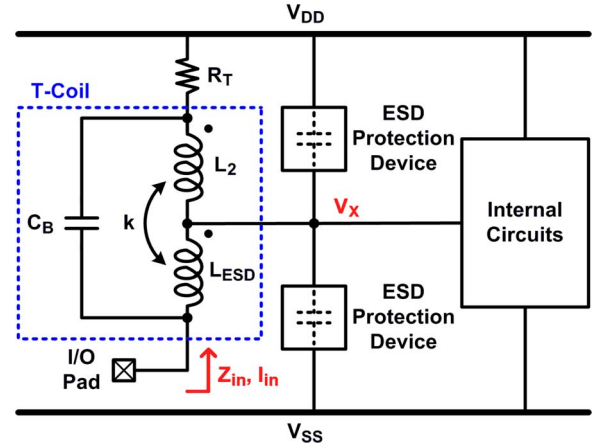 VDD
RT
T-Coil
ESD
Protection
Device
L2
CB
k
VX
Internal
Circuits
LESD
ESD
Protection
Device
I/O
Pad
Zin, Iin
VSS